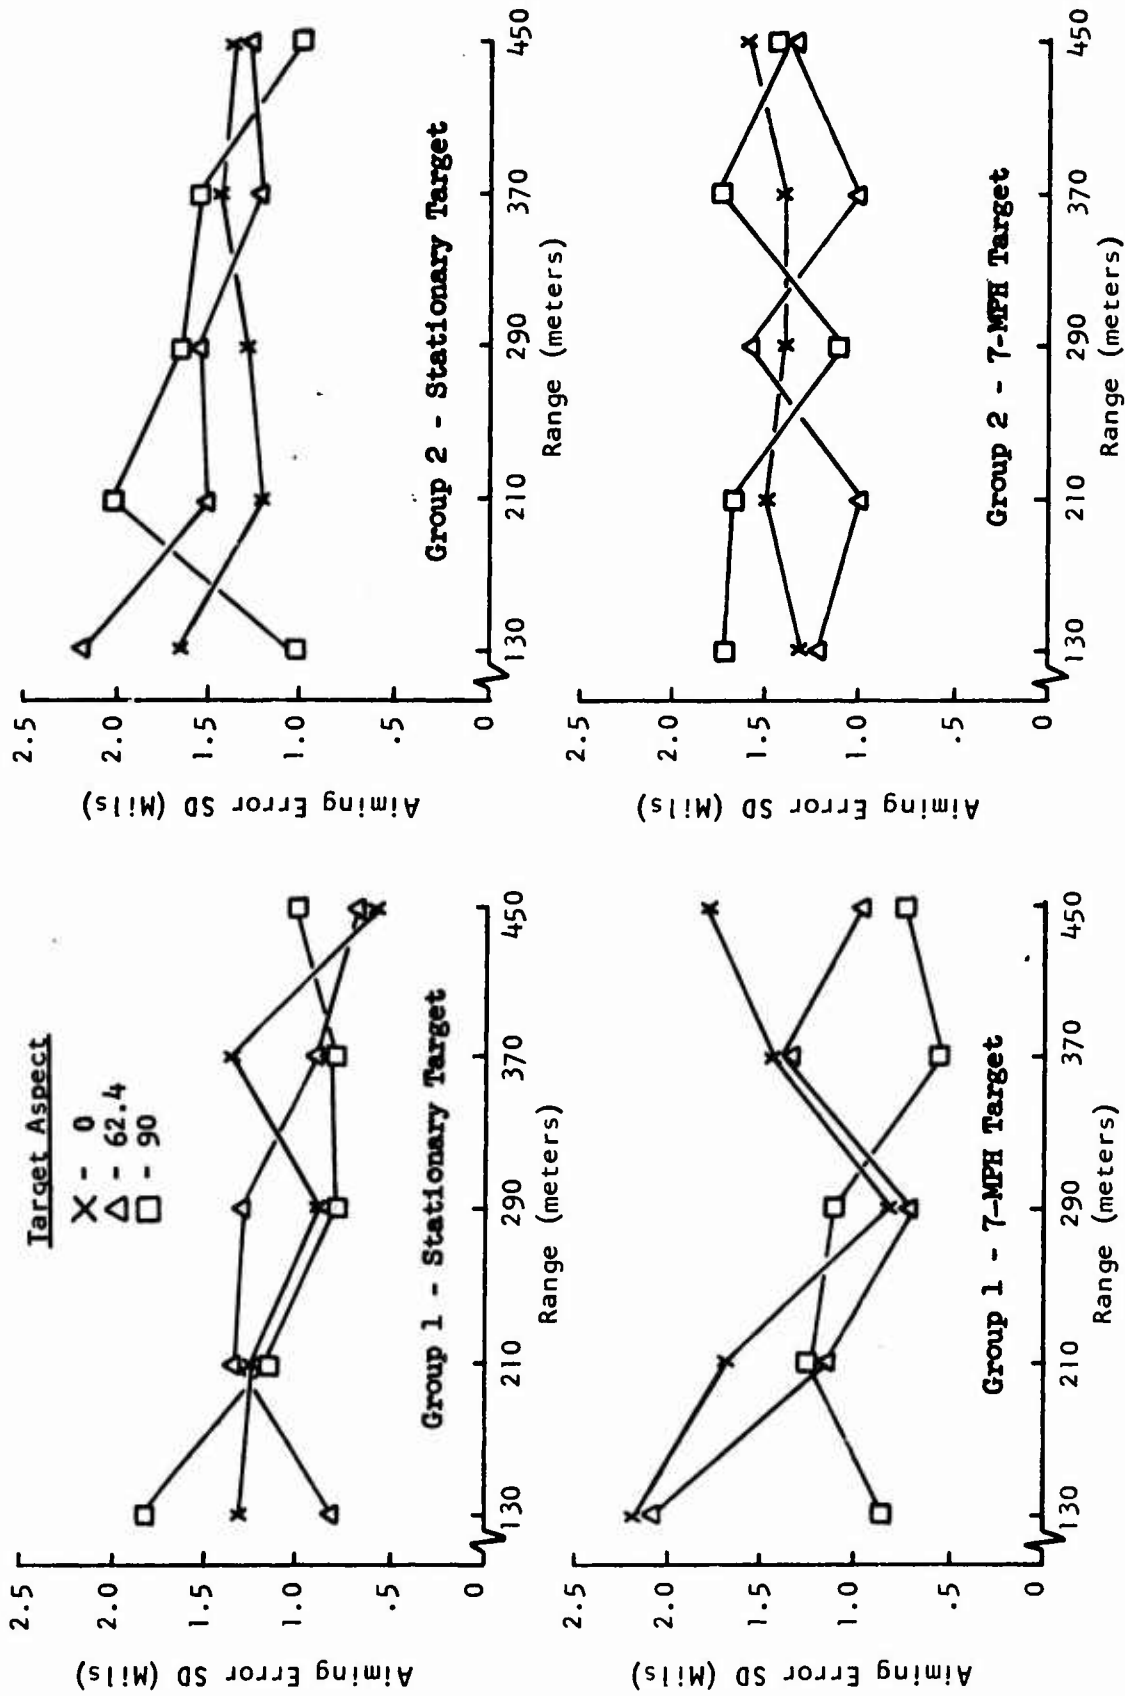 Target Aspect
X - 0
△ - 62.4
□ - 90
Aiming Error SD (Mils)
2.5
2.0
1.5
1.0
.5
0
130
210
290
370
450
Range (meters)
Group 1 - Stationary Target
Aiming Error SD (Mils)
2.5
2.0
1.5
1.0
.5
0
130
210
290
370
450
Range (meters)
Group 2 - Stationary Target
Aiming Error SD (Mils)
2.5
2.0
1.5
1.0
.5
0
130
210
290
370
450
Range (meters)
Group 1 - 7-MPH Target
Aiming Error SD (Mils)
2.5
2.0
1.5
1.0
.5
0
130
210
290
370
450
Range (meters)
Group 2 - 7-MPH Target